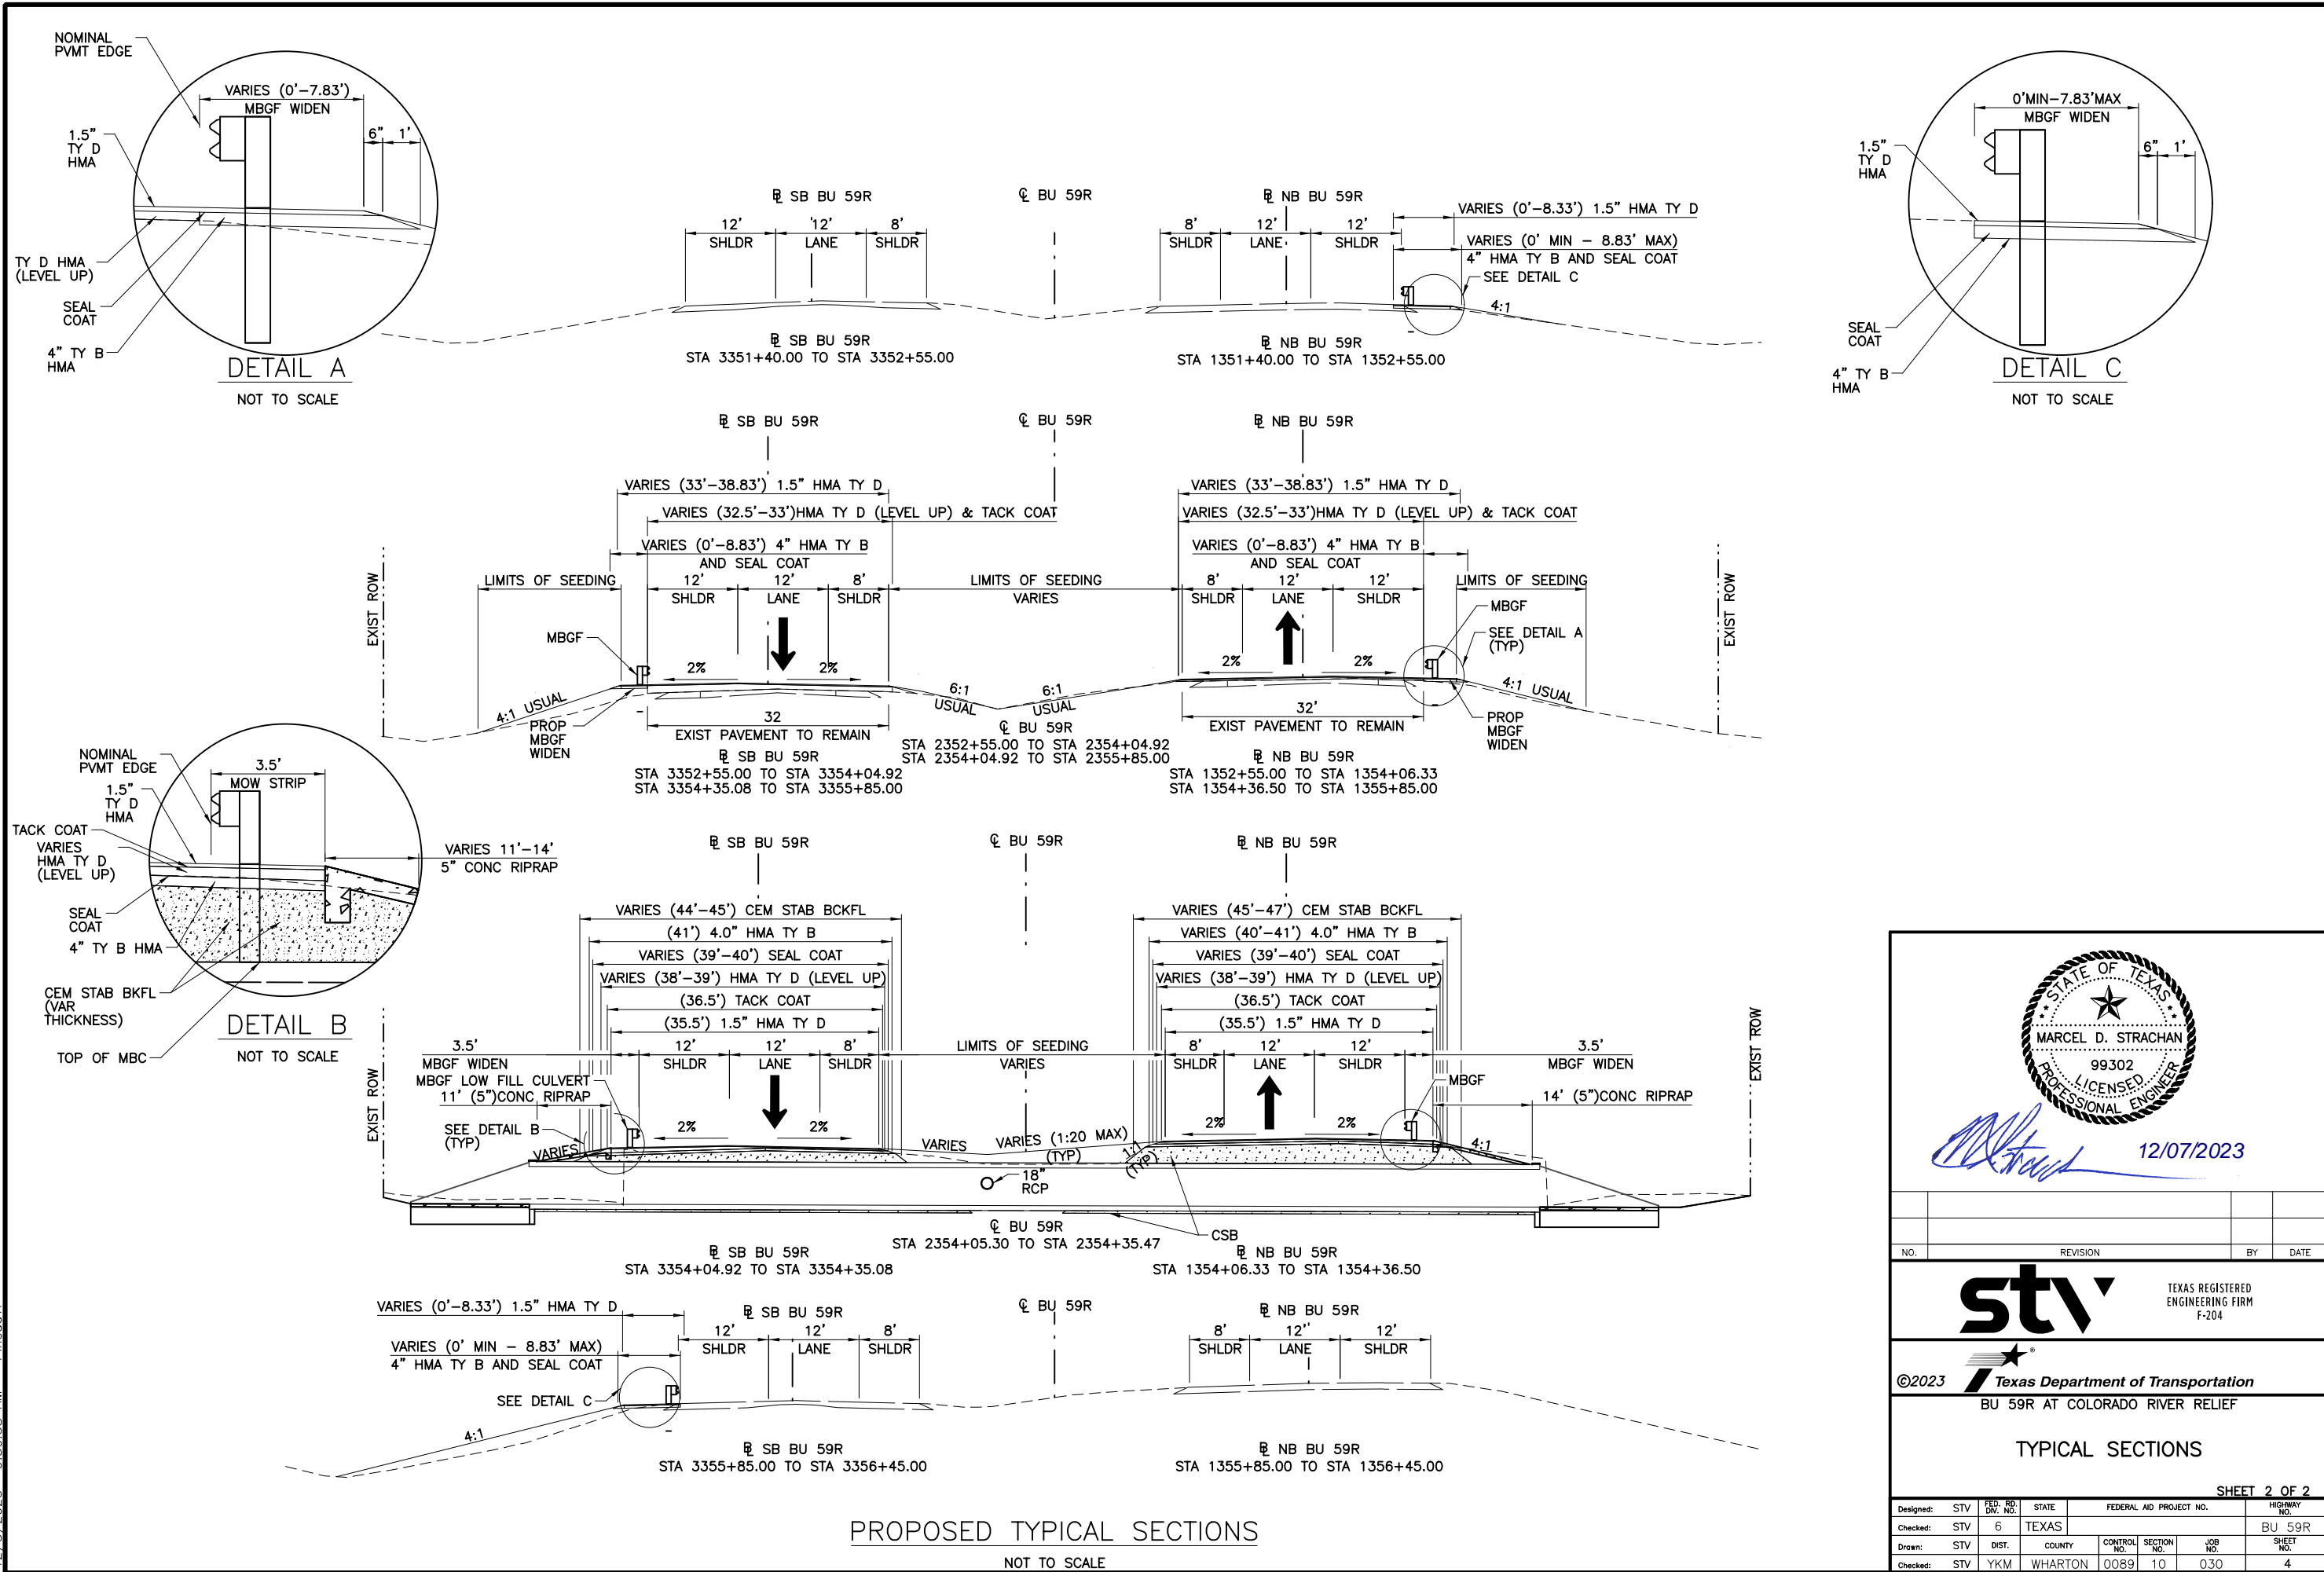 NOMINAL
PVMT EDGE
VARIES (0'-7.83')
MBGF WIDEN
6" 1'
1.5"
TY D
HMA
TY D HMA
(LEVEL UP)
SEAL
COAT
4" TY B
HMA
DETAIL A
NOT TO SCALE
0'MIN-7.83'MAX
MBGF WIDEN
6" 1'
1.5"
TY D
HMA
SEAL
COAT
4" TY B
HMA
DETAIL C
NOT TO SCALE
℄ SB BU 59R
12' 12' 8'
SHLDR LANE SHLDR
℄ BU 59R
℄ NB BU 59R
8' 12' 12'
SHLDR LANE SHLDR
VARIES (0'-8.33') 1.5" HMA TY D
VARIES (0' MIN - 8.83' MAX)
4" HMA TY B AND SEAL COAT
SEE DETAIL C
4:1
℄ SB BU 59R
STA 3351+40.00 TO STA 3352+55.00
℄ NB BU 59R
STA 1351+40.00 TO STA 1352+55.00
℄ SB BU 59R
℄ BU 59R
℄ NB BU 59R
VARIES (33'-38.83') 1.5" HMA TY D
VARIES (32.5'-33')HMA TY D (LEVEL UP) & TACK COAT
VARIES (0'-8.83') 4" HMA TY B
AND SEAL COAT
VARIES (33'-38.83') 1.5" HMA TY D
VARIES (32.5'-33')HMA TY D (LEVEL UP) & TACK COAT
VARIES (0'-8.83') 4" HMA TY B
AND SEAL COAT
EXIST ROW
LIMITS OF SEEDING
12' 12' 8'
SHLDR LANE SHLDR
LIMITS OF SEEDING
VARIES
8' 12' 12'
SHLDR LANE SHLDR
LIMITS OF SEEDING
EXIST ROW
MBGF
MBGF
SEE DETAIL A
(TYP)
2% 2%
2% 2%
4:1 USUAL
PROP
MBGF
WIDEN
6:1
USUAL
6:1
USUAL
4:1 USUAL
PROP
MBGF
WIDEN
32
EXIST PAVEMENT TO REMAIN
32'
EXIST PAVEMENT TO REMAIN
℄ SB BU 59R
STA 3352+55.00 TO STA 3354+04.92
STA 3354+35.08 TO STA 3355+85.00
℄ BU 59R
STA 2352+55.00 TO STA 2354+04.92
STA 2354+04.92 TO STA 2355+85.00
℄ NB BU 59R
STA 1352+55.00 TO STA 1354+06.33
STA 1354+36.50 TO STA 1355+85.00
NOMINAL
PVMT EDGE
3.5'
MOW STRIP
1.5"
TY D
HMA
TACK COAT
VARIES
HMA TY D
(LEVEL UP)
VARIES 11'-14'
5" CONC RIPRAP
SEAL
COAT
4" TY B HMA
CEM STAB BKFL
(VAR
THICKNESS)
TOP OF MBC
DETAIL B
NOT TO SCALE
℄ SB BU 59R
℄ BU 59R
℄ NB BU 59R
VARIES (44'-45') CEM STAB BCKFL
(41') 4.0" HMA TY B
VARIES (39'-40') SEAL COAT
VARIES (38'-39') HMA TY D (LEVEL UP)
(36.5') TACK COAT
(35.5') 1.5" HMA TY D
VARIES (45'-47') CEM STAB BCKFL
VARIES (40'-41') 4.0" HMA TY B
VARIES (39'-40') SEAL COAT
VARIES (38'-39') HMA TY D (LEVEL UP)
(36.5') TACK COAT
(35.5') 1.5" HMA TY D
EXIST ROW
3.5'
MBGF WIDEN
MBGF LOW FILL CULVERT
11' (5")CONC RIPRAP
SEE DETAIL B
(TYP)
12' 12' 8'
SHLDR LANE SHLDR
LIMITS OF SEEDING
VARIES
8' 12' 12'
SHLDR LANE SHLDR
3.5'
MBGF WIDEN
MBGF
14' (5")CONC RIPRAP
EXIST ROW
2% 2%
2% 2%
VARIES
VARIES
VARIES (1:20 MAX)
(TYP)
1:1
(TYP)
4:1
18"
RCP
CSB
℄ SB BU 59R
STA 3354+04.92 TO STA 3354+35.08
℄ BU 59R
STA 2354+05.30 TO STA 2354+35.47
℄ NB BU 59R
STA 1354+06.33 TO STA 1354+36.50
VARIES (0'-8.33') 1.5" HMA TY D
VARIES (0' MIN - 8.83' MAX)
4" HMA TY B AND SEAL COAT
SEE DETAIL C
4:1
℄ SB BU 59R
12' 12' 8'
SHLDR LANE SHLDR
℄ BU 59R
℄ NB BU 59R
8' 12' 12'
SHLDR LANE SHLDR
℄ SB BU 59R
STA 3355+85.00 TO STA 3356+45.00
℄ NB BU 59R
STA 1355+85.00 TO STA 1356+45.00
PROPOSED TYPICAL SECTIONS
NOT TO SCALE
STATE OF TEXAS
MARCEL D. STRACHAN
99302
LICENSED
PROFESSIONAL ENGINEER
12/07/2023
NO. REVISION BY DATE
stv
TEXAS REGISTERED
ENGINEERING FIRM
F-204
©2023 Texas Department of Transportation
BU 59R AT COLORADO RIVER RELIEF
TYPICAL SECTIONS
SHEET 2 OF 2
Designed: STV FED. RD. DIV. NO. STATE FEDERAL AID PROJECT NO. HIGHWAY NO.
Checked: STV 6 TEXAS BU 59R
Drawn: STV DIST. COUNTY CONTROL NO. SECTION NO. JOB NO. SHEET NO.
Checked: STV YKM WHARTON 0089 10 030 4